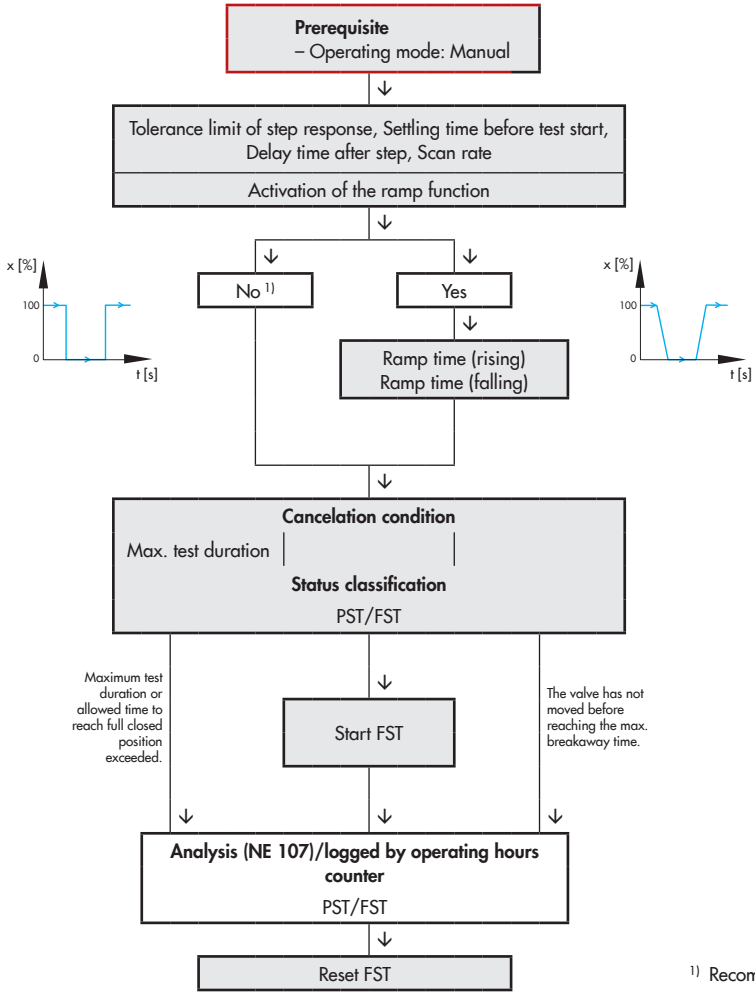 Prerequisite
– Operating mode: Manual
Tolerance limit of step response, Settling time before test start,
Delay time after step, Scan rate
Activation of the ramp function
x [%]
100
0
t [s]
No 1)
Yes
x [%]
100
0
t [s]
Ramp time (rising)
Ramp time (falling)
Cancelation condition
Max. test duration
Status classification
PST/FST
Maximum test
duration or
allowed time to
reach full closed
position
exceeded.
Start FST
The valve has not
moved before
reaching the max.
breakaway time.
Analysis (NE 107)/logged by operating hours
counter
PST/FST
Reset FST
1)